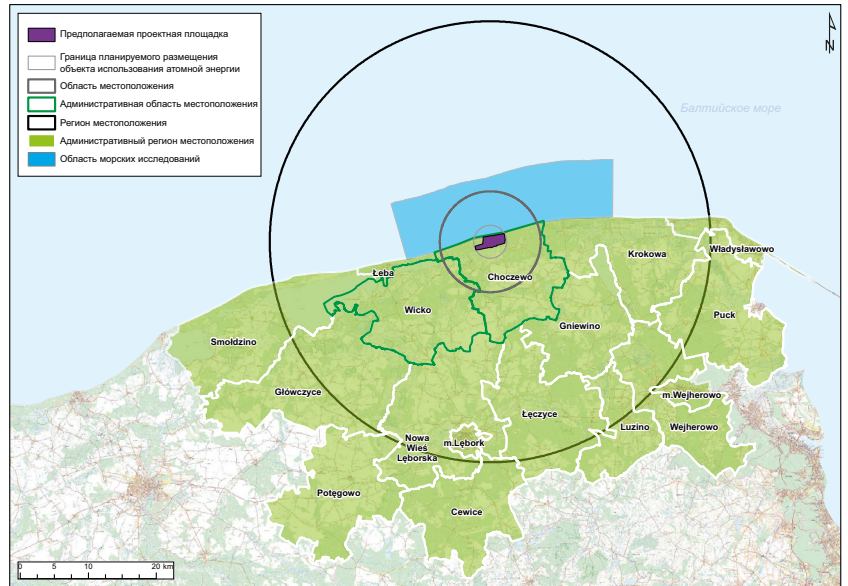 Предполагаемая проектная площадка
Граница планируемого размещения
объекта использования атомной энергии
Область местоположения
Административная область местоположения
Регион местоположения
Административный регион местоположения
Область морских исследований
N
Балтийское море
Władysławowo
Krokowa
Łeba
Choczewo
Wicko
Puck
Gniewino
Smołdzino
Główczyce
m.Wejherowo
Łęczyce
Luzino
Wejherowo
Nowa
Wieś
Lęborska
m.Lębork
Potęgowo
Cewice
0 5 10 20 km